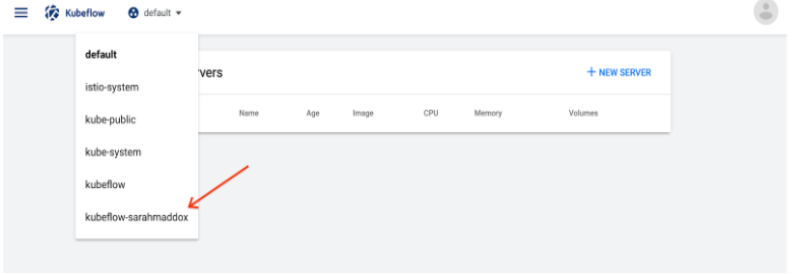 Kubeflow default
default
istio-system
kube-public
kube-system
kubeflow
kubeflow-sarahmaddox
vers
+ NEW SERVER
Name Age Image CPU Memory Volumes